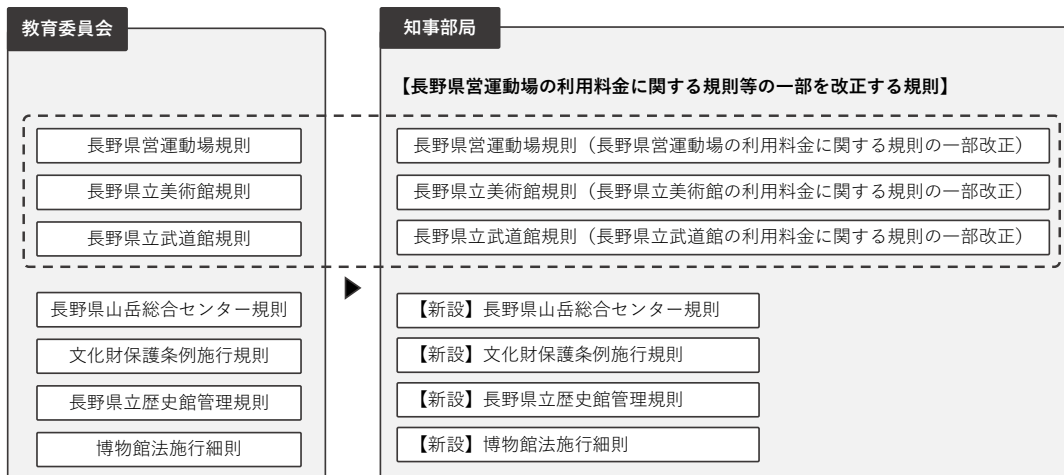 教育委員会
長野県営運動場規則
長野県立美術館規則
長野県立武道館規則
長野県山岳総合センター規則
文化財保護条例施行規則
長野県立歴史館管理規則
博物館法施行細則
▶
知事部局
【長野県営運動場の利用料金に関する規則等の一部を改正する規則】
長野県営運動場規則（長野県営運動場の利用料金に関する規則の一部改正）
長野県立美術館規則（長野県立美術館の利用料金に関する規則の一部改正）
長野県立武道館規則（長野県立武道館の利用料金に関する規則の一部改正）
【新設】長野県山岳総合センター規則
【新設】文化財保護条例施行規則
【新設】長野県立歴史館管理規則
【新設】博物館法施行細則